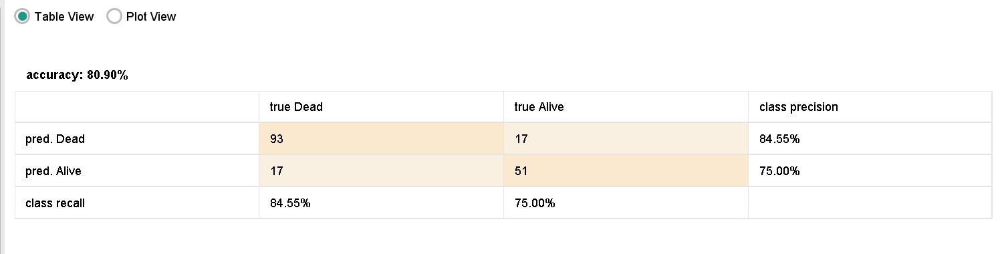 Table View Plot View
accuracy: 80.90%
true Dead true Alive class precision
pred. Dead 93 17 84.55%
pred. Alive 17 51 75.00%
class recall 84.55% 75.00%